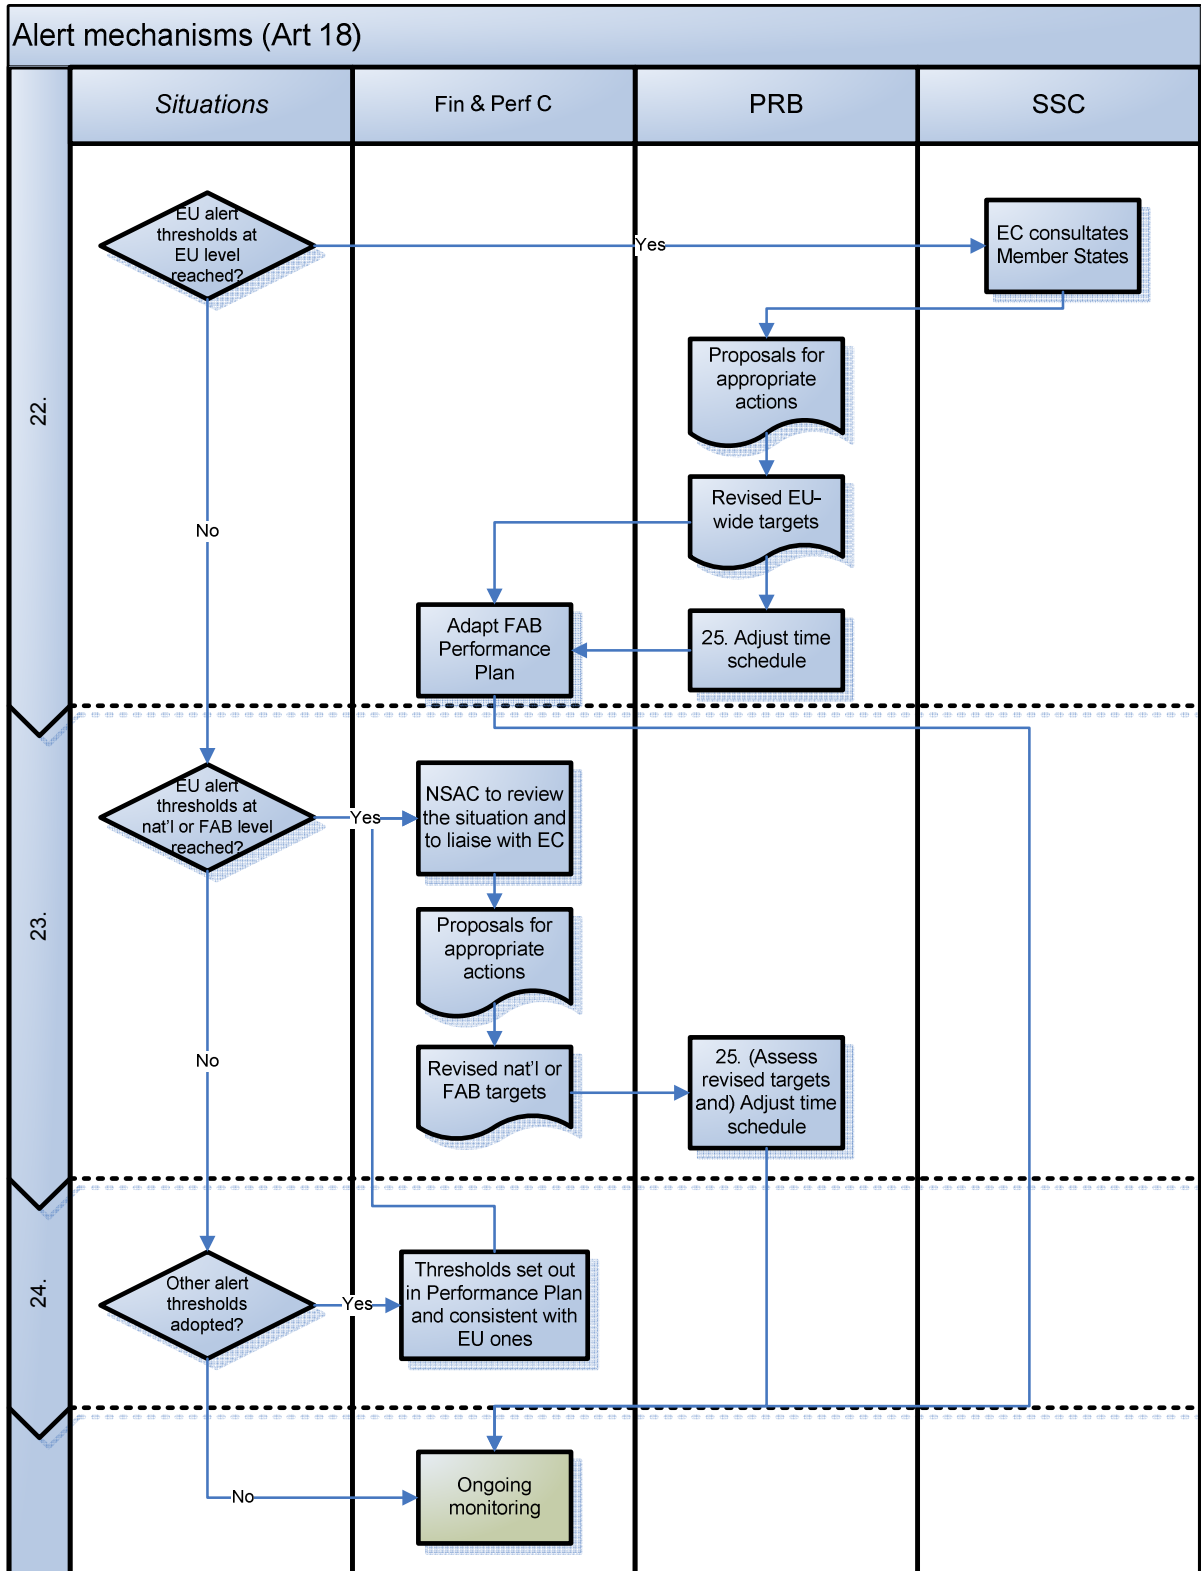 Alert mechanisms (Art 18)
Situations
Fin & Perf C
PRB
SSC
22.
EU alert
thresholds at
EU level
reached?
Yes
EC consultates
Member States
Proposals for
appropriate
actions
Revised EU-
wide targets
No
Adapt FAB
Performance
Plan
25. Adjust time
schedule
23.
EU alert
thresholds at
nat'l or FAB level
reached?
Yes
NSAC to review
the situation and
to liaise with EC
Proposals for
appropriate
actions
No
Revised nat'l or
FAB targets
25. (Assess
revised targets
and) Adjust time
schedule
24.
Other alert
thresholds
adopted?
Yes
Thresholds set out
in Performance Plan
and consistent with
EU ones
No
Ongoing
monitoring